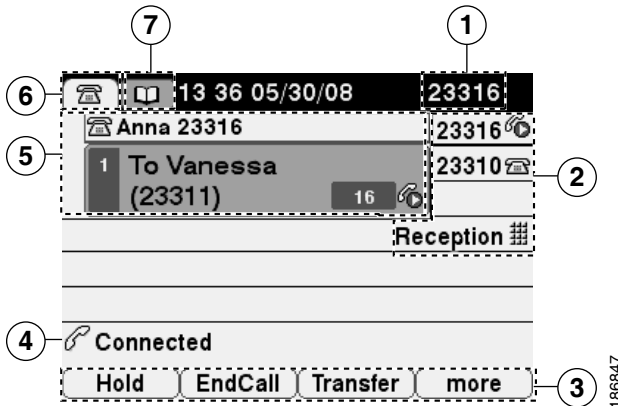 7 1
6 13 36 05/30/08 23316
Anna 23316 23316
5 1 To Vanessa 23310 2
(23311) 16
Reception
4 Connected
Hold EndCall Transfer more 3
186847